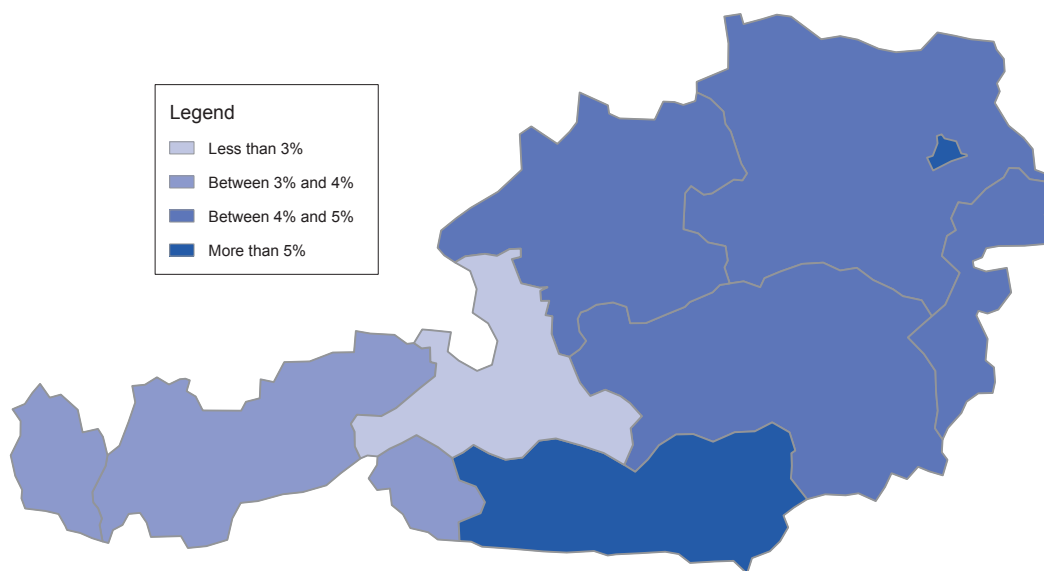 Legend
Less than 3%
Between 3% and 4%
Between 4% and 5%
More than 5%